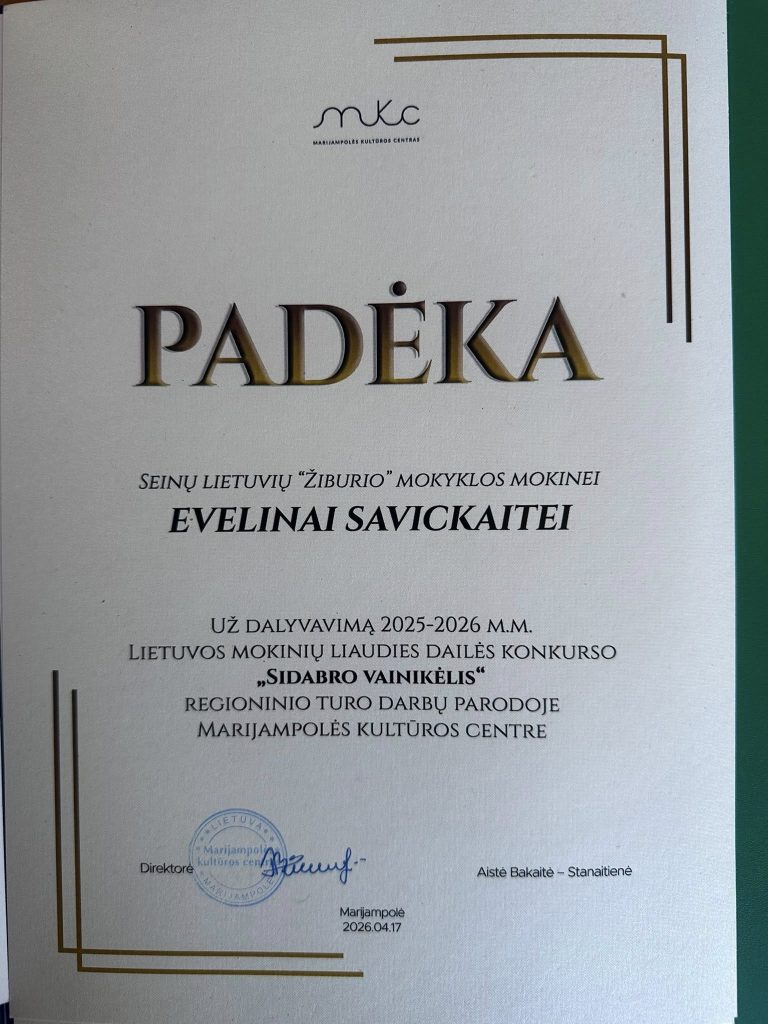 mKc
MARIJAMPOLĖS KULTŪROS CENTRAS
PADĖKA
SEINŲ LIETUVIŲ “ŽIBURIO” MOKYKLOS MOKINEI
EVELINAI SAVICKAITEI
UŽ DALYVAVIMĄ 2025-2026 M.M.
LIETUVOS MOKINIŲ LIAUDIES DAILĖS KONKURSO
„SIDABRO VAINIKĖLIS“
REGIONINIO TURO DARBŲ PARODOJE
MARIJAMPOLĖS KULTŪROS CENTRE
LIETUVA
Marijampolės
kultūros centras
MARIJAMPOLĖ
Direktorė
Aistė Bakaitė – Stanaitienė
Marijampolė
2026.04.17